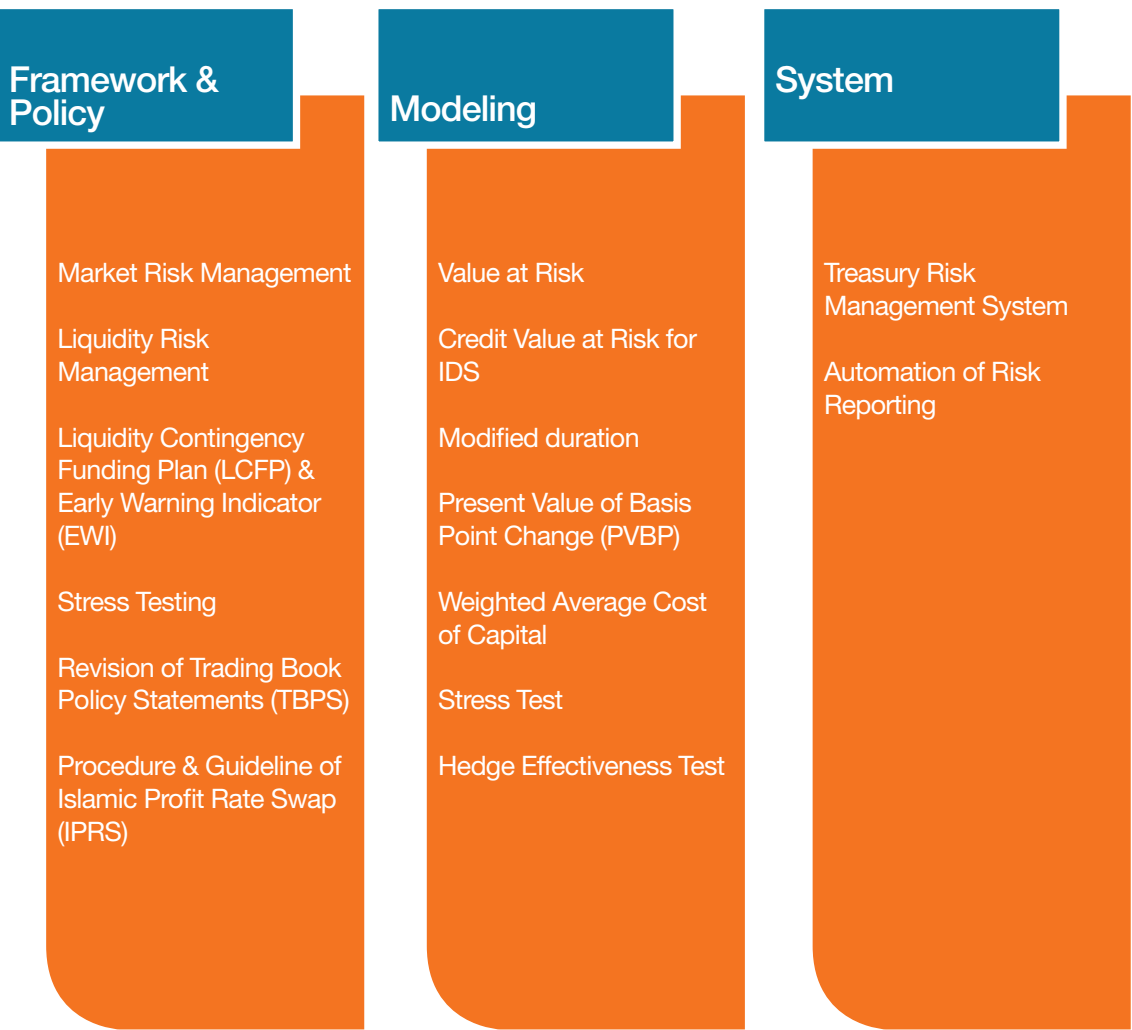 Framework &
Policy
Market Risk Management
Liquidity Risk
Management
Liquidity Contingency
Funding Plan (LCFP) &
Early Warning Indicator
(EWI)
Stress Testing
Revision of Trading Book
Policy Statements (TBPS)
Procedure & Guideline of
Islamic Profit Rate Swap
(IPRS)
Modeling
Value at Risk
Credit Value at Risk for
IDS
Modified duration
Present Value of Basis
Point Change (PVBP)
Weighted Average Cost
of Capital
Stress Test
Hedge Effectiveness Test
System
Treasury Risk
Management System
Automation of Risk
Reporting